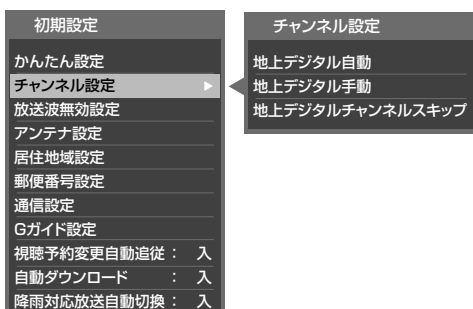 初期設定
かんたん設定
チャンネル設定
放送波無効設定
アンテナ設定
居住地域設定
郵便番号設定
通信設定
Gガイド設定
視聴予約変更自動追従： 入
自動ダウンロード ： 入
降雨対応放送自動切換： 入
チャンネル設定
地上デジタル自動
地上デジタル手動
地上デジタルチャンネルスキップ